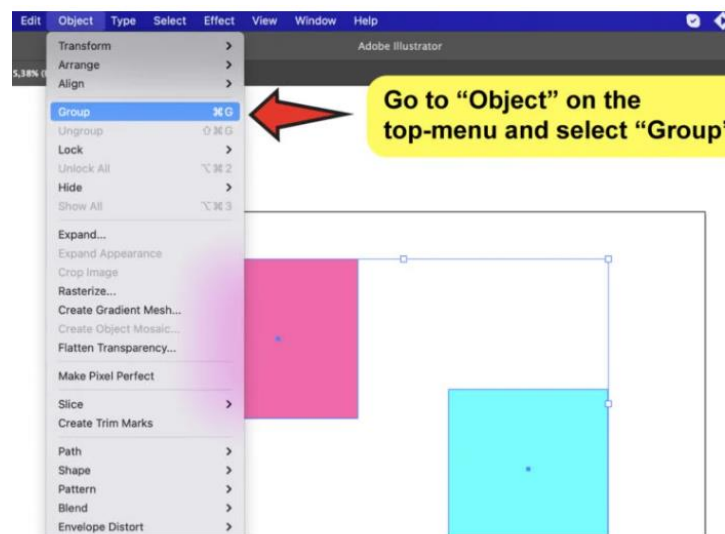 Edit Object Type Select Effect View Window Help
Adobe Illustrator
5,38% (
Transform
Arrange
Align
Go to “Object” on the
top-menu and select “Group”
Group ⌘G
Ungroup ⇧⌘G
Lock
Unlock All ⌥⌘2
Hide
Show All ⌥⌘3
Expand...
Expand Appearance
Crop Image
Rasterize...
Create Gradient Mesh...
Create Object Mosaic...
Flatten Transparency...
Make Pixel Perfect
Slice
Create Trim Marks
Path
Shape
Pattern
Blend
Envelope Distort